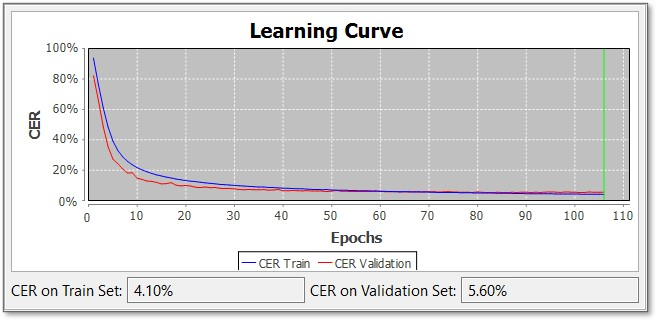 Learning Curve
100%
80%
60%
40%
20%
0%
CER
0 10 20 30 40 50 60 70 80 90 100 110
Epochs
CER Train CER Validation
CER on Train Set: 4.10% CER on Validation Set: 5.60%